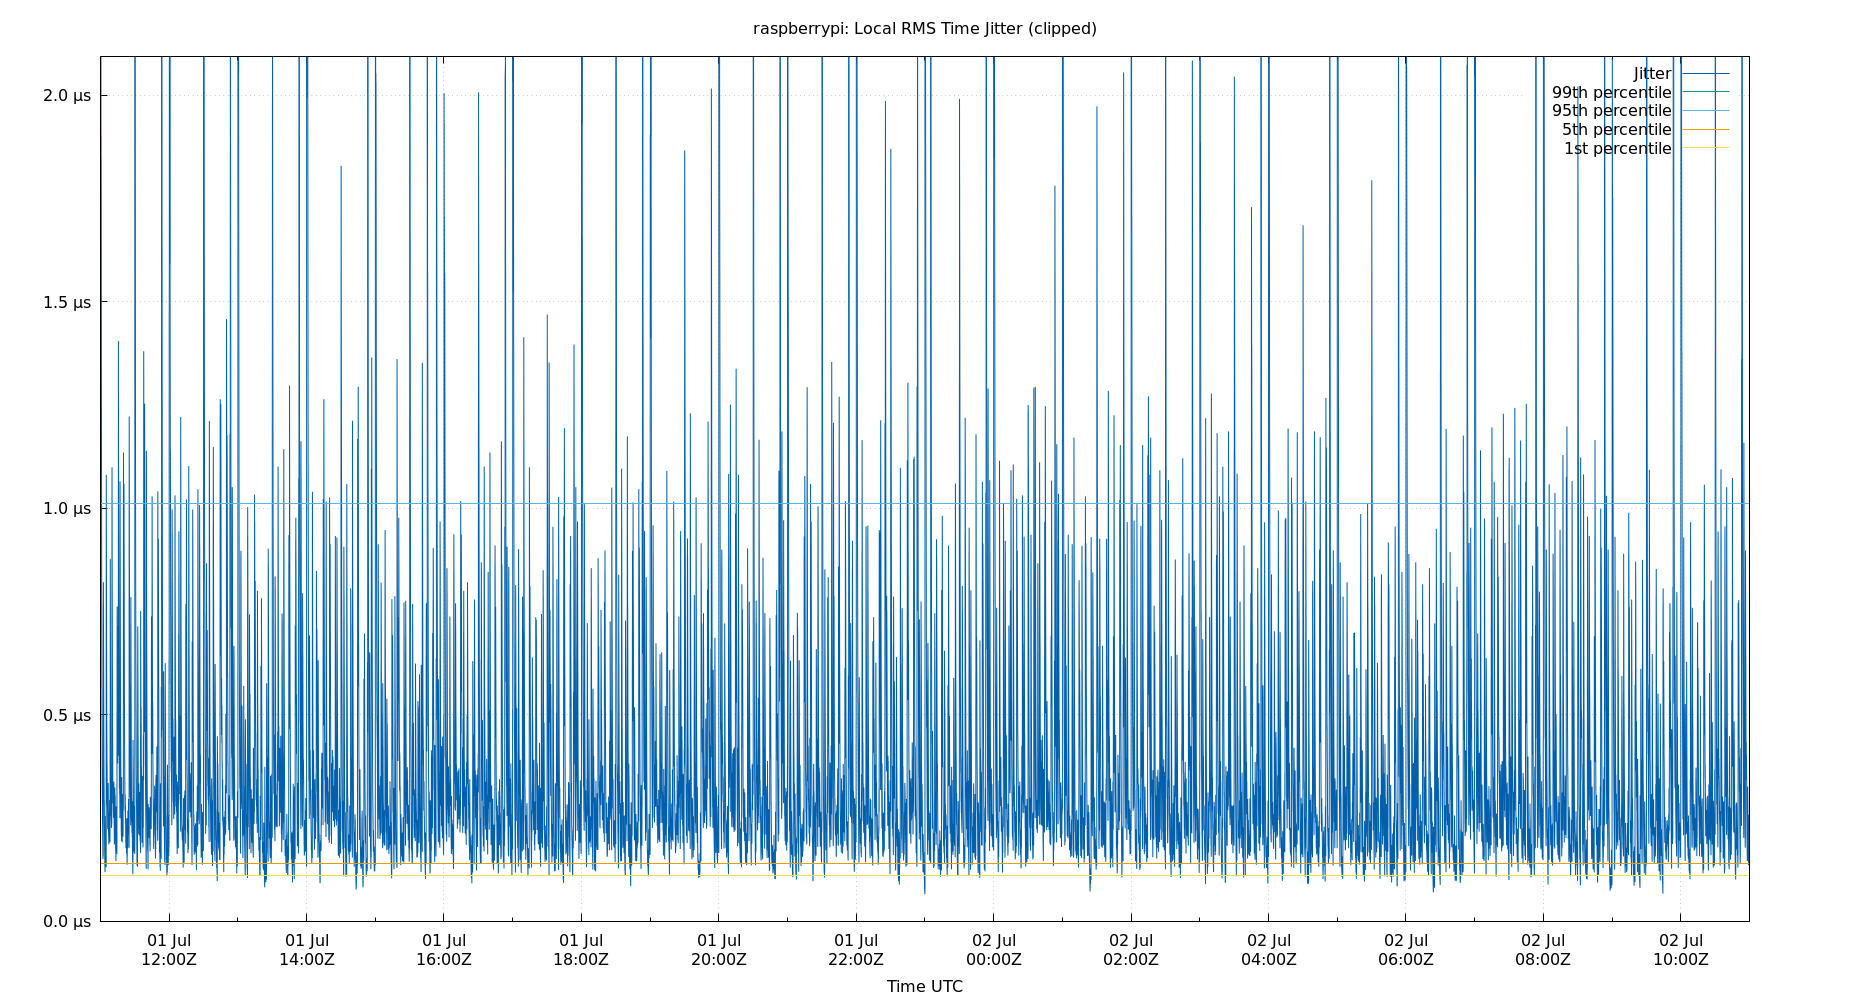 raspberrypi: Local RMS Time Jitter (clipped)
Jitter
99th percentile
95th percentile
5th percentile
1st percentile
2.0 µs
1.5 µs
1.0 µs
0.5 µs
0.0 µs
01 Jul 01 Jul 01 Jul 01 Jul 01 Jul 01 Jul 02 Jul 02 Jul 02 Jul 02 Jul 02 Jul 02 Jul
12:00Z 14:00Z 16:00Z 18:00Z 20:00Z 22:00Z 00:00Z 02:00Z 04:00Z 06:00Z 08:00Z 10:00Z
Time UTC